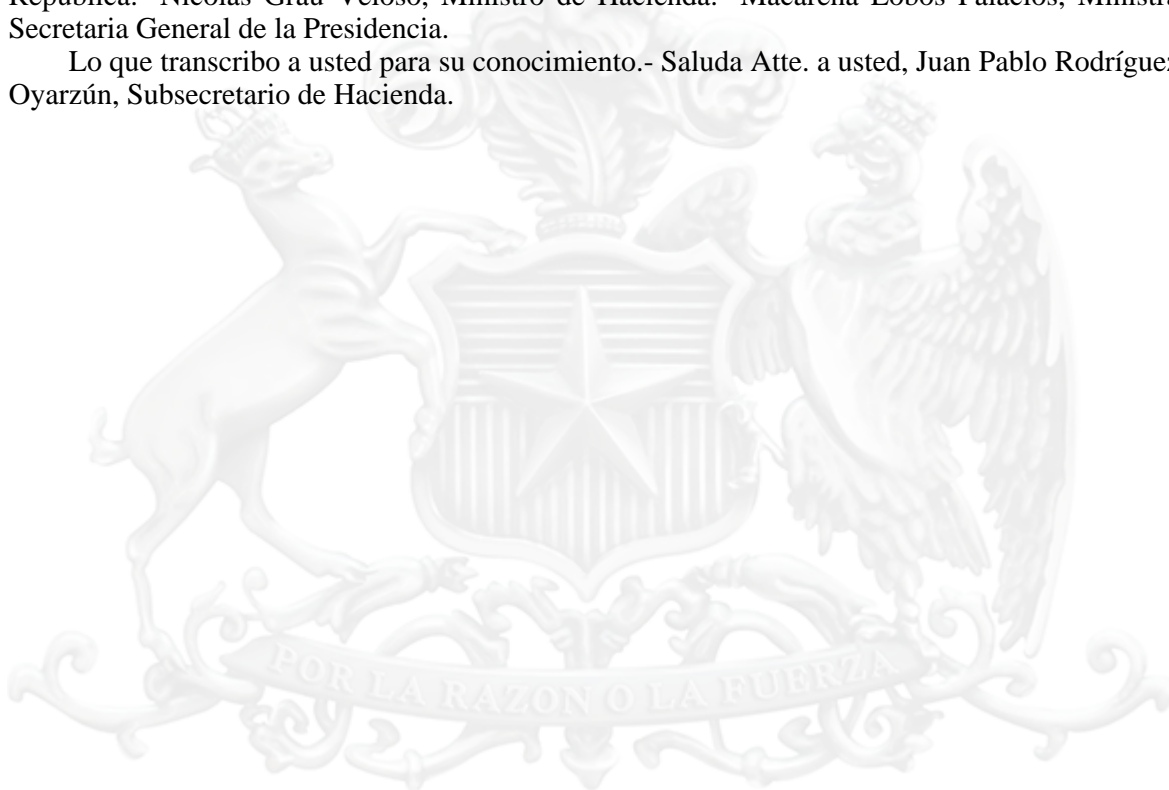 República.- Nicolás Grau Veloso, Ministro de Hacienda.- Macarena Lobos Palacios, Ministra
Secretaria General de la Presidencia.
Lo que transcribo a usted para su conocimiento.- Saluda Atte. a usted, Juan Pablo Rodríguez
Oyarzún, Subsecretario de Hacienda.
POR LA RAZON O LA FUERZA